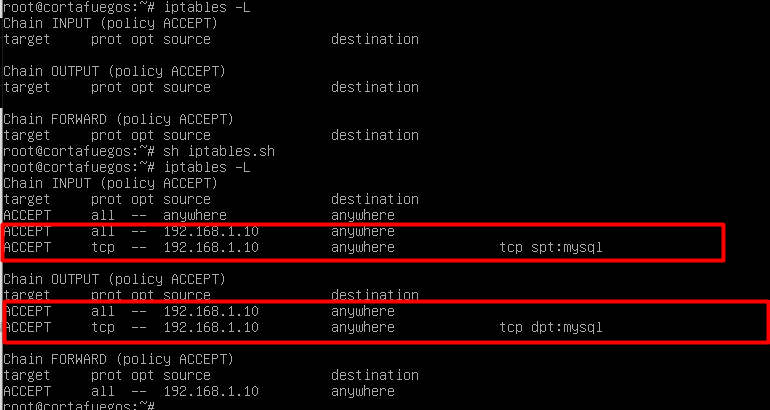 root@cortafuegos:~# iptables -L
Chain INPUT (policy ACCEPT)
target     prot opt source               destination

Chain OUTPUT (policy ACCEPT)
target     prot opt source               destination

Chain FORWARD (policy ACCEPT)
target     prot opt source               destination
root@cortafuegos:~# sh iptables.sh
root@cortafuegos:~# iptables -L
Chain INPUT (policy ACCEPT)
target     prot opt source               destination
ACCEPT     all  --  anywhere             anywhere
ACCEPT     all  --  192.168.1.10         anywhere
ACCEPT     tcp  --  192.168.1.10         anywhere             tcp spt:mysql

Chain OUTPUT (policy ACCEPT)
target     prot opt source               destination
ACCEPT     all  --  192.168.1.10         anywhere
ACCEPT     tcp  --  192.168.1.10         anywhere             tcp dpt:mysql

Chain FORWARD (policy ACCEPT)
target     prot opt source               destination
ACCEPT     all  --  192.168.1.10         anywhere
root@cortafuegos:~#